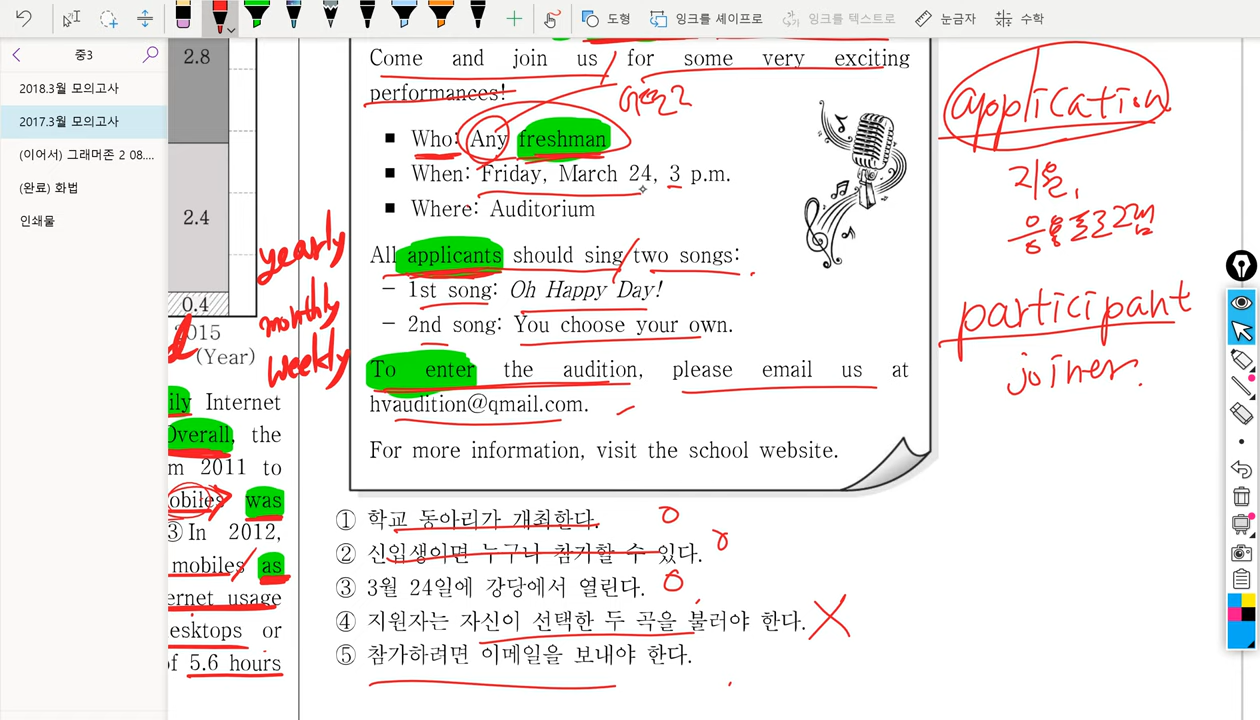 도형
잉크를 셰이프로
잉크를 텍스트로
눈금자
수학
중3
2018.3월 모의고사
2017.3월 모의고사
(이어서) 그래머존 2 08....
(완료) 화법
인쇄물
2.8
2.4
0.4
2015
(Year)
yearly
monthly
weekly
ily Internet
Overall, the
m 2011 to
obiles was
③ In 2012,
mobiles as
ernet usage
esktops or
of 5.6 hours
Come and join us for some very exciting
performances!
▪ Who: Any freshman
▪ When: Friday, March 24, 3 p.m.
▪ Where: Auditorium
All applicants should sing two songs:
- 1st song: Oh Happy Day!
- 2nd song: You choose your own.
To enter the audition, please email us at
hvaudition@qmail.com.
For more information, visit the school website.
① 학교 동아리가 개최한다.
② 신입생이면 누구나 참가할 수 있다.
③ 3월 24일에 강당에서 열린다.
④ 지원자는 자신이 선택한 두 곡을 불러야 한다.
⑤ 참가하려면 이메일을 보내야 한다.
application
지원,
응용프로그램
participant
joiner.